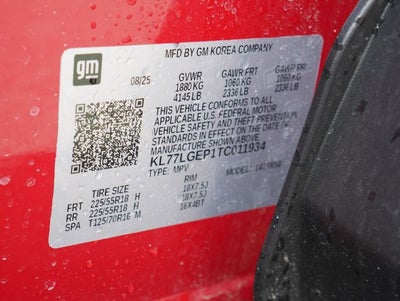 MFD BY GM KOREA COMPANY
gm
08/25
GVWR GAWR FRT GAWR RR
1880 KG 1060 KG 1060 KG
4145 LB 2336 LB 2336 LB
THIS VEHICLE CONFORMS TO ALL
APPLICABLE U.S. FEDERAL MOTOR
VEHICLE SAFETY AND THEFT PREVENTION
STANDARDS IN EFFECT ON THE DATE OF
MANUFACTURE SHOWN ABOVE.
KL77LGEP1TC011934
TYPE: MPV MODEL:
TIRE SIZE RIM
FRT 225/55R18 H 18X7.5J
RR 225/55R18 H 18X7.5J
SPA T125/70R16 M 16X4BT